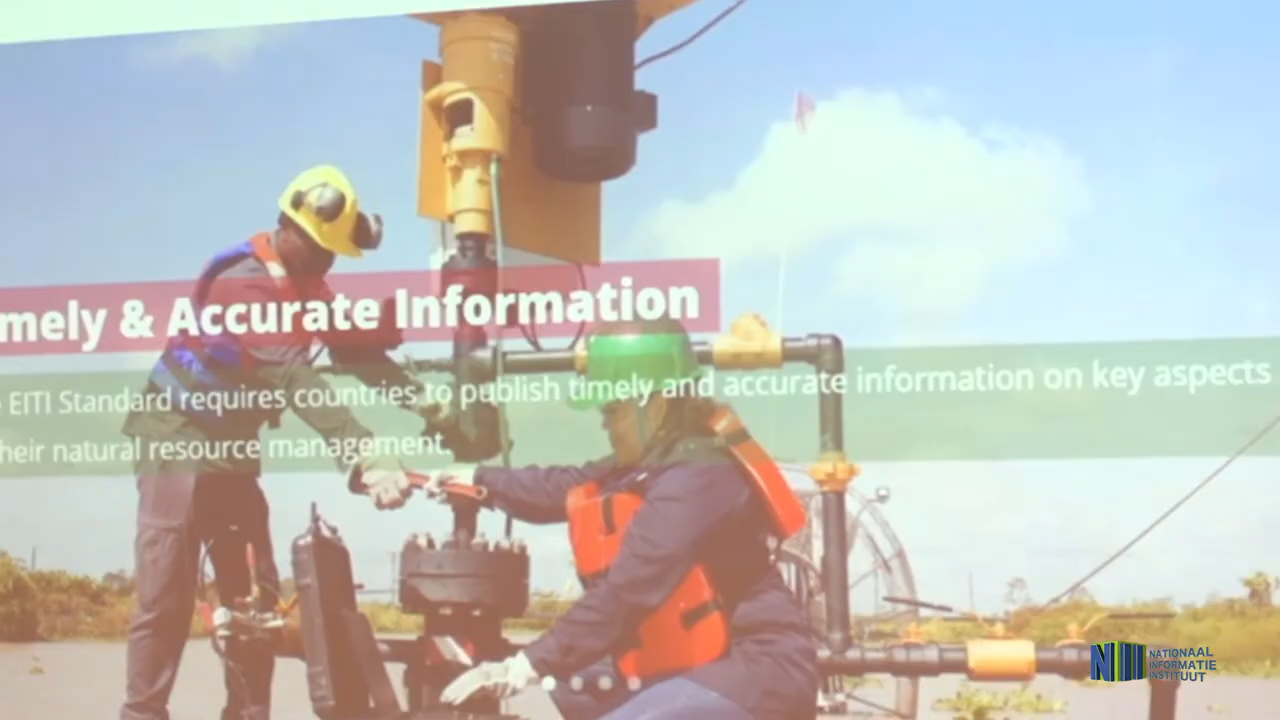 mely & Accurate Information
EITI Standard requires countries to publish timely and accurate information on key aspects
heir natural resource management.
NATIONAAL
INFORMATIE
INSTITUUT